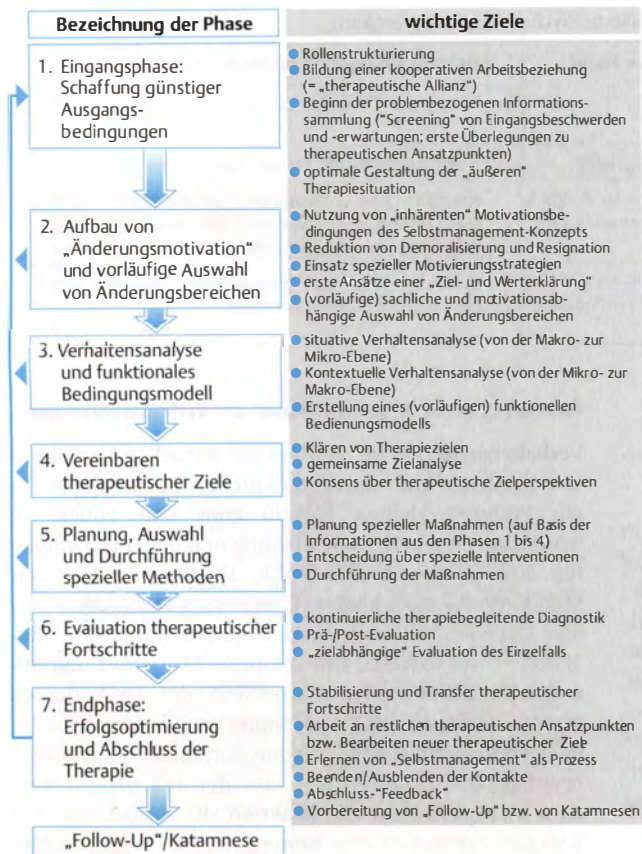 Bezeichnung der Phase
wichtige Ziele
1. Eingangsphase:
Schaffung günstiger
Ausgangs-
bedingungen
Rollenstrukturierung
Bildung einer kooperativen Arbeitsbeziehung
(= „therapeutische Allianz")
Beginn der problembezogenen Informations-
sammlung ("Screening" von Eingangsbeschwerden
und -erwartungen; erste Überlegungen zu
therapeutischen Ansatzpunkten)
optimale Gestaltung der „äußeren"
Therapiesituation
2. Aufbau von
„Änderungsmotivation"
und vorläufige Auswahl
von Änderungsbereichen
Nutzung von „inhärenten" Motivationsbe-
dingungen des Selbstmanagement-Konzepts
Reduktion von Demoralisierung und Resignation
Einsatz spezieller Motivierungsstrategien
erste Ansätze einer „Ziel- und Werterklärung"
(vorläufige) sachliche und motivationsab-
hängige Auswahl von Änderungsbereichen
3. Verhaitensanalyse
und funktionales
Bedingungsmodell
situative Verhaltensanalyse (von der Makro- zur
Mikro-Ebene)
Kontextuelle Verhaltensanalyse (von der Mikro- zur
Makro-Ebene)
Erstellung eines (vorläufigen) funktionellen
Bedienungsmodells
4. Vereinbaren
therapeutischer Ziele
Klären von Therapiezielen
gemeinsame Zielanalyse
Konsens über therapeutische Zielperspektiven
5. Planung, Auswahl
und Durchführung
spezieller Methoden
Planung spezieller Maßnahmen (auf Basis der
Informationen aus den Phasen 1 bis 4)
Entscheidung über spezielle Interventionen
Durchführung der Maßnahmen
6. Evaiuation therapeutischer
Fortschritte
kontinuierliche therapiebegleitende Diagnostik
Prä-/Post-Evaluation
„zielabhängige" Evaluation des Einzelfalls
7. Endphase:
Erfolgsoptimierung
und Abschluss der
Therapie
Stabilisierung und Transfer therapeutischer
Fortschritte
Arbeit an restlichen therapeutischen Ansatzpunkten
bzw. Bearbeiten neuer therapeutischer Ziele
Erlernen von „Selbstmanagement" als Prozess
Beenden/Ausblenden der Kontakte
Abschluss-"Feedback"
Vorbereitung von „Follow-Up" bzw. von Katamnesen
„Follow-Up"/Katamnese